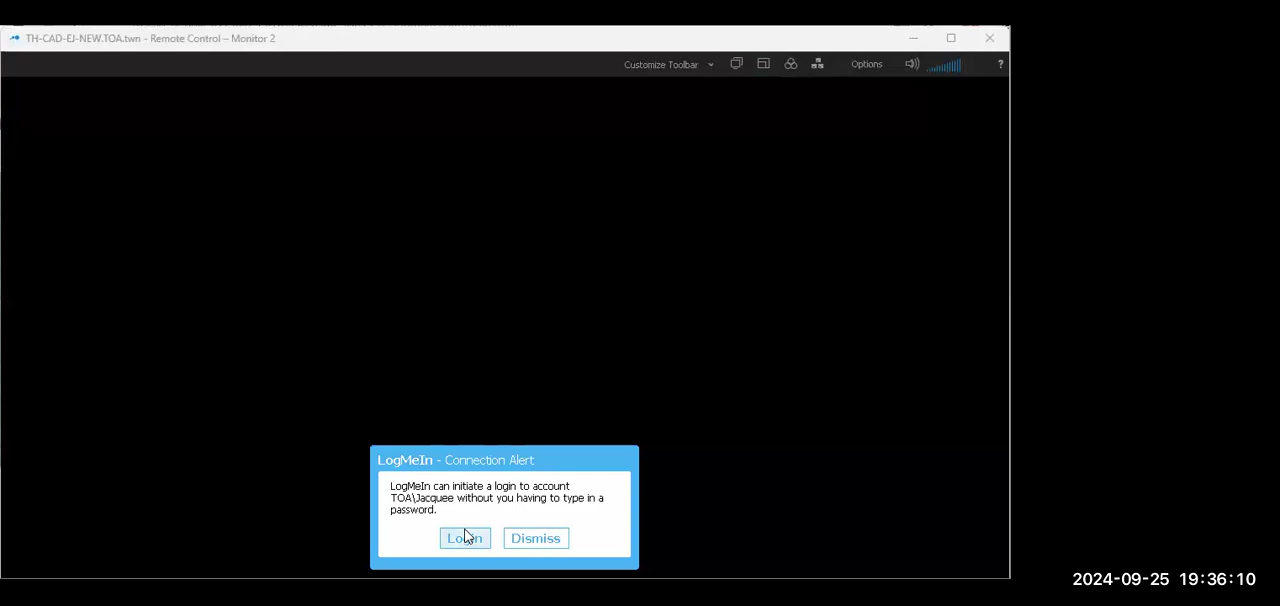 TH-CAD-EJ-NEW.TOA.twn - Remote Control – Monitor 2
Customize Toolbar
Options
?
LogMeIn - Connection Alert
LogMeIn can initiate a login to account
TOA\Jacquee without you having to type in a
password.
Login
Dismiss
2024-09-25 19:36:10